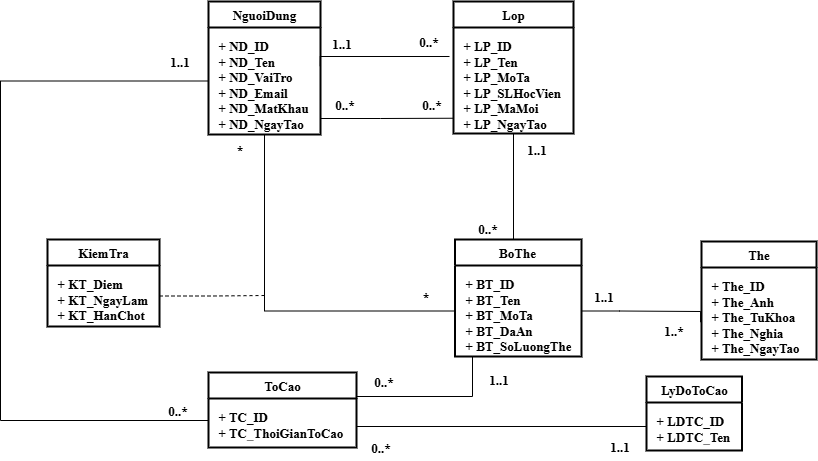 NguoiDung
+ ND_ID
+ ND_Ten
+ ND_VaiTro
+ ND_Email
+ ND_MatKhau
+ ND_NgayTao
Lop
+ LP_ID
+ LP_Ten
+ LP_MoTa
+ LP_SLHocVien
+ LP_MaMoi
+ LP_NgayTao
1..1
0..*
1..1
0..*
0..*
*
1..1
0..*
KiemTra
+ KT_Diem
+ KT_NgayLam
+ KT_HanChot
BoThe
+ BT_ID
+ BT_Ten
+ BT_MoTa
+ BT_DaAn
+ BT_SoLuongThe
The
+ The_ID
+ The_Anh
+ The_TuKhoa
+ The_Nghia
+ The_NgayTao
*
1..1
1..*
ToCao
+ TC_ID
+ TC_ThoiGianToCao
0..*
0..*
1..1
LyDoToCao
+ LDTC_ID
+ LDTC_Ten
0..*
1..1